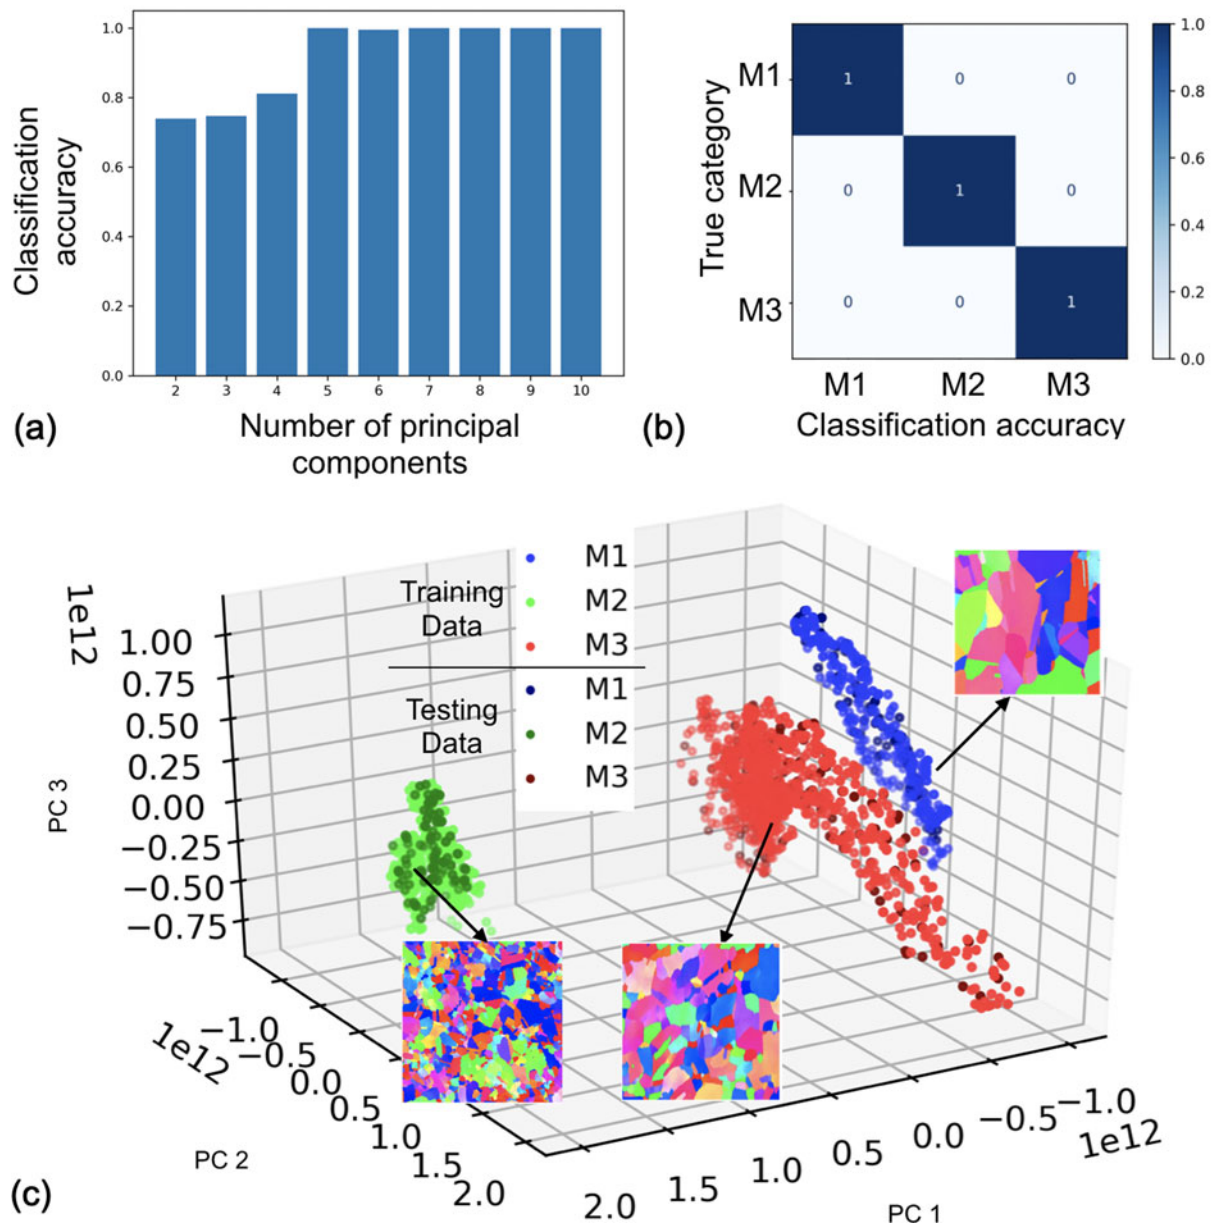 1.0
0.8
0.6
0.4
0.2
0.0
Classification
accuracy
2 3 4 5 6 7 8 9 10
(a)
Number of principal
components
M1
M2
M3
True category
1 0 0
0 1 0
0 0 1
1.0
0.8
0.6
0.4
0.2
0.0
M1 M2 M3
(b)
Classification accuracy
Training
Data
M1
M2
M3
Testing
Data
M1
M2
M3
1e12
1.00
0.75
0.50
0.25
0.00
−0.25
−0.50
−0.75
PC 3
−1.0
−0.5
0.0
0.5
1.0
1.5
2.0
1e12
PC 2
2.0
1.5
1.0
0.5
0.0
−0.5
−1.0
1e12
PC 1
(c)